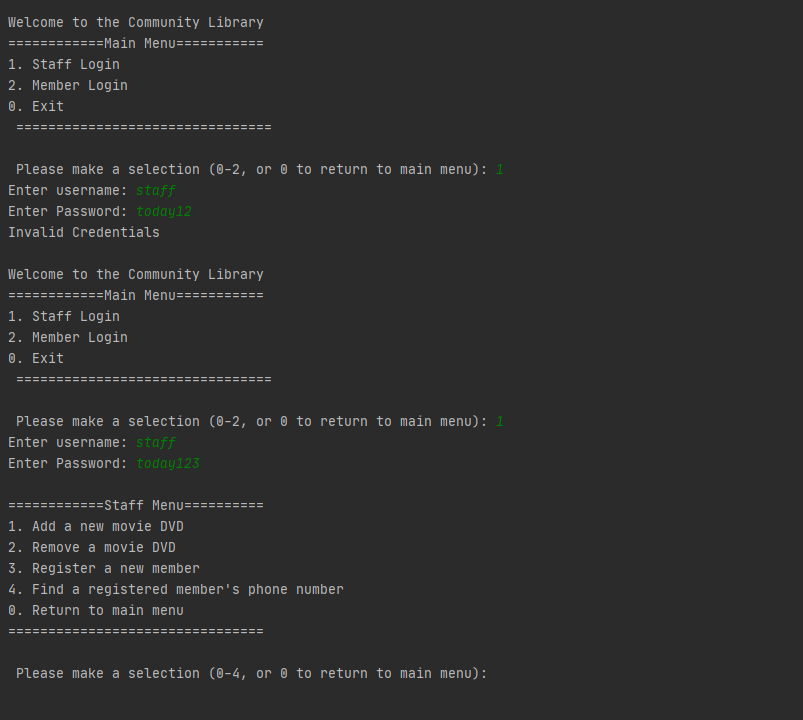 Welcome to the Community Library
============Main Menu===========
1. Staff Login
2. Member Login
0. Exit
 ================================
 Please make a selection (0-2, or 0 to return to main menu): 1
Enter username: staff
Enter Password: today12
Invalid Credentials
Welcome to the Community Library
============Main Menu===========
1. Staff Login
2. Member Login
0. Exit
 ================================
 Please make a selection (0-2, or 0 to return to main menu): 1
Enter username: staff
Enter Password: today123
============Staff Menu==========
1. Add a new movie DVD
2. Remove a movie DVD
3. Register a new member
4. Find a registered member's phone number
0. Return to main menu
================================
 Please make a selection (0-4, or 0 to return to main menu):